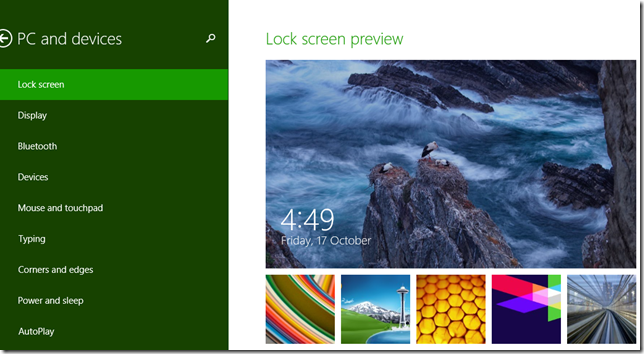 PC and devices
Lock screen
Display
Bluetooth
Devices
Mouse and touchpad
Typing
Corners and edges
Power and sleep
AutoPlay
Lock screen preview
4:49
Friday, 17 October